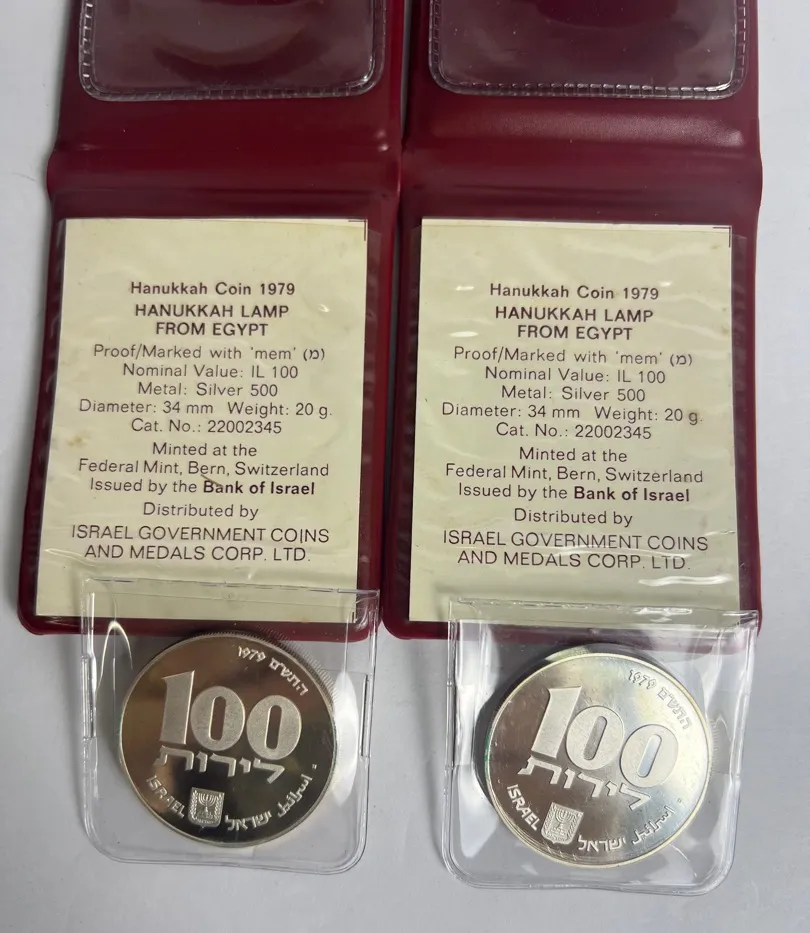 Hanukkah Coin 1979
HANUKKAH LAMP
FROM EGYPT
Proof/Marked with 'mem' (מ)
Nominal Value: IL 100
Metal: Silver 500
Diameter: 34 mm Weight: 20 g.
Cat. No.: 22002345
Minted at the
Federal Mint, Bern, Switzerland
Issued by the Bank of Israel
Distributed by
ISRAEL GOVERNMENT COINS
AND MEDALS CORP. LTD.
Hanukkah Coin 1979
HANUKKAH LAMP
FROM EGYPT
Proof/Marked with 'mem' (מ)
Nominal Value: IL 100
Metal: Silver 500
Diameter: 34 mm Weight: 20 g.
Cat. No.: 22002345
Minted at the
Federal Mint, Bern, Switzerland
Issued by the Bank of Israel
Distributed by
ISRAEL GOVERNMENT COINS
AND MEDALS CORP. LTD.
התש"ם 1979
100
לירות
ISRAEL ישראל اسرائيل
התש"ם 1979
100
לירות
ISRAEL ישראל اسرائيل